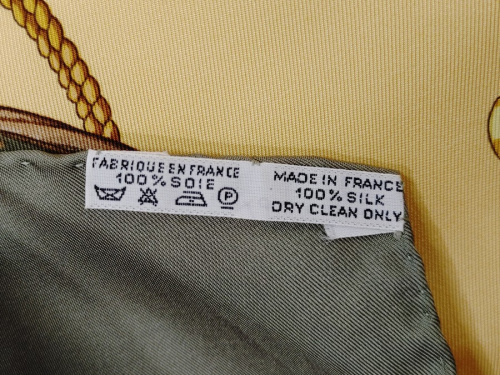 FABRIQUE EN FRANCE
100% SOIE
P
MADE IN FRANCE
100% SILK
DRY CLEAN ONLY